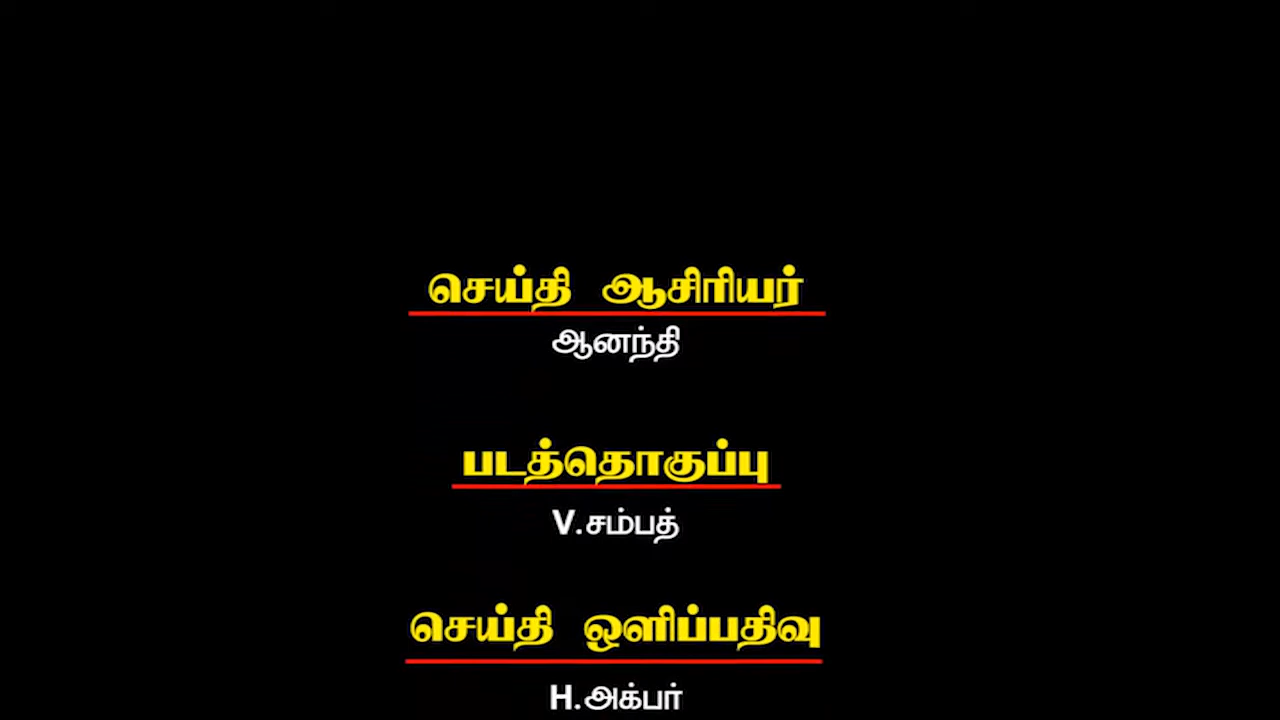 செய்தி ஆசிரியர்
ஆனந்தி
படத்தொகுப்பு
V.சம்பத்
செய்தி ஒளிப்பதிவு
H.அக்பர்